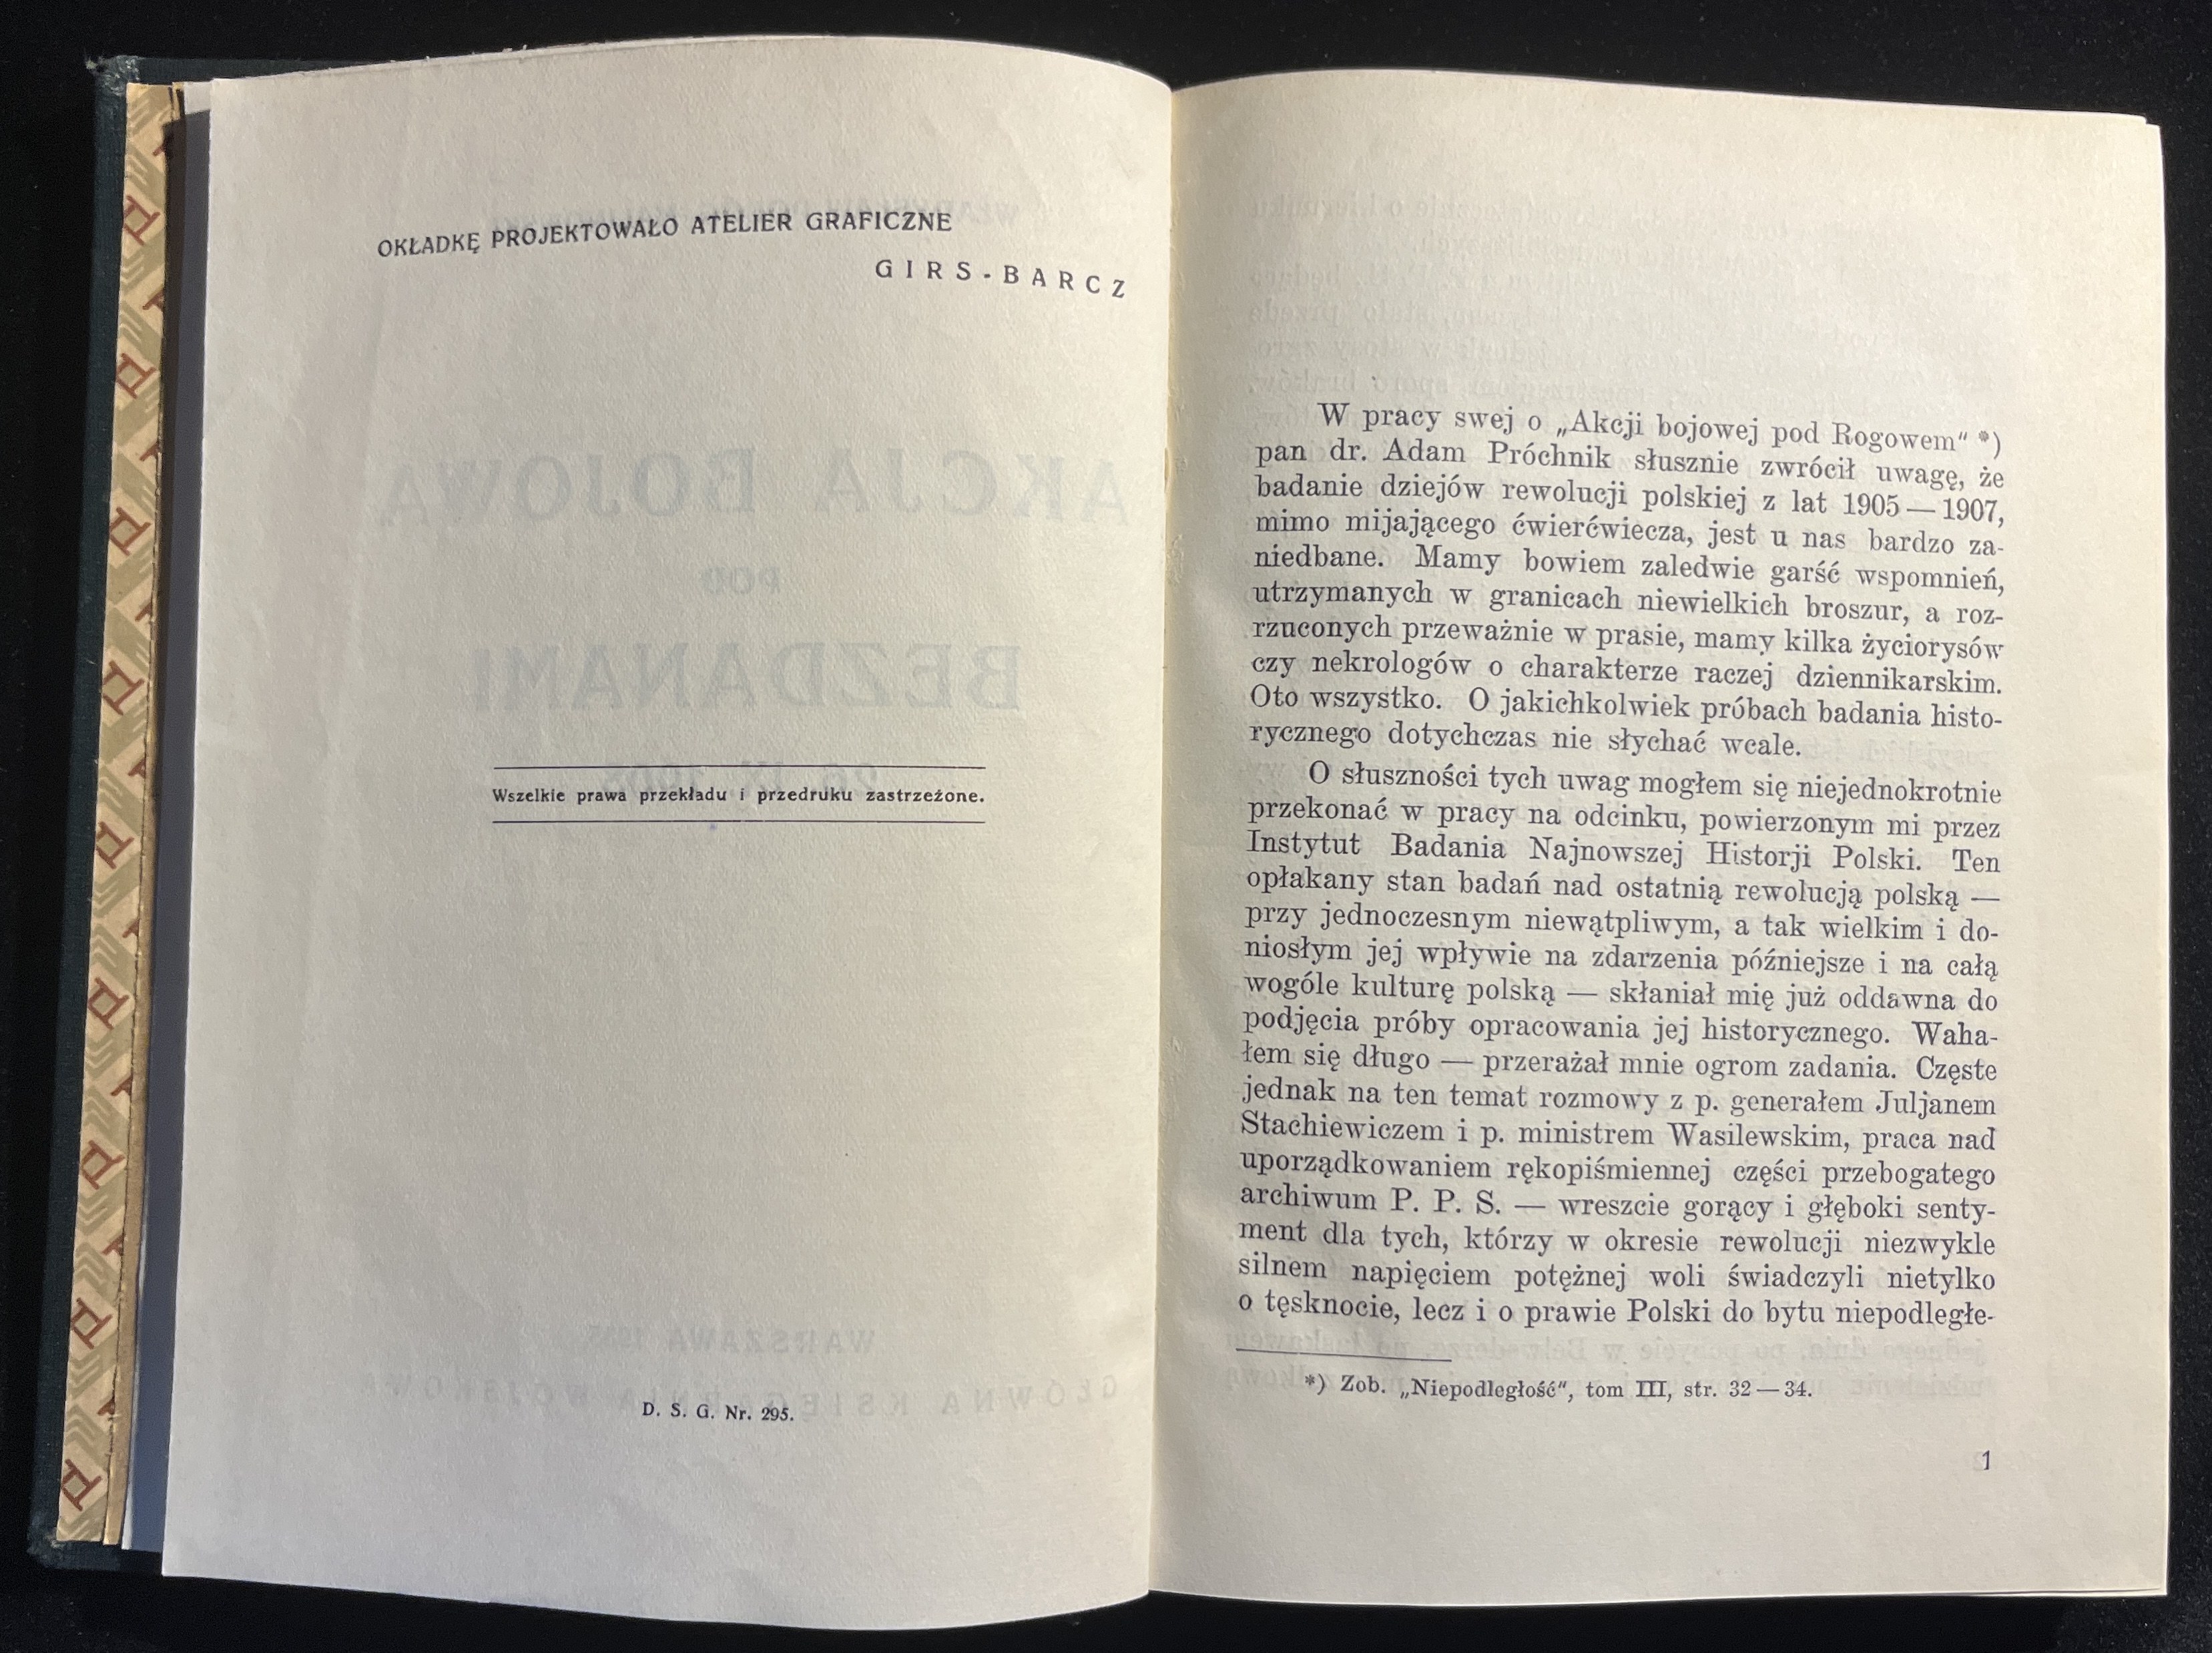 OKŁADKĘ PROJEKTOWAŁO ATELIER GRAFICZNE
GIRS-BARCZ
AKCJA BOJOWA
POD
BEZDANAMI
Wszelkie prawa przekładu i przedruku zastrzeżone.
WARSZAWA
GŁÓWNA KSIĘGARNIA WOJSKOWA
D. S. G. Nr. 295.
W pracy swej o „Akcji bojowej pod Rogowem“ *)
pan dr. Adam Próchnik słusznie zwrócił uwagę, że
badanie dziejów rewolucji polskiej z lat 1905 — 1907,
mimo mijającego ćwierćwiecza, jest u nas bardzo za-
niedbane. Mamy bowiem zaledwie garść wspomnień,
utrzymanych w granicach niewielkich broszur, a roz-
rzuconych przeważnie w prasie, mamy kilka życiorysów
czy nekrologów o charakterze raczej dziennikarskim.
Oto wszystko. O jakichkolwiek próbach badania histo-
rycznego dotychczas nie słychać wcale.
O słuszności tych uwag mogłem się niejednokrotnie
przekonać w pracy na odcinku, powierzonym mi przez
Instytut Badania Najnowszej Historji Polski. Ten
opłakany stan badań nad ostatnią rewolucją polską —
przy jednoczesnym niewątpliwym, a tak wielkim i do-
niosłym jej wpływie na zdarzenia późniejsze i na całą
wogóle kulturę polską — skłaniał mię już oddawna do
podjęcia próby opracowania jej historycznego. Waha-
łem się długo — przerażał mnie ogrom zadania. Częste
jednak na ten temat rozmowy z p. generałem Juljanem
Stachiewiczem i p. ministrem Wasilewskim, praca nad
uporządkowaniem rękopiśmiennej części przebogatego
archiwum P. P. S. — wreszcie gorący i głęboki senty-
ment dla tych, którzy w okresie rewolucji niezwykle
silnem napięciem potężnej woli świadczyli nietylko
o tęsknocie, lecz i o prawie Polski do bytu niepodległe-
*) Zob. „Niepodległość“, tom III, str. 32 — 34.
1